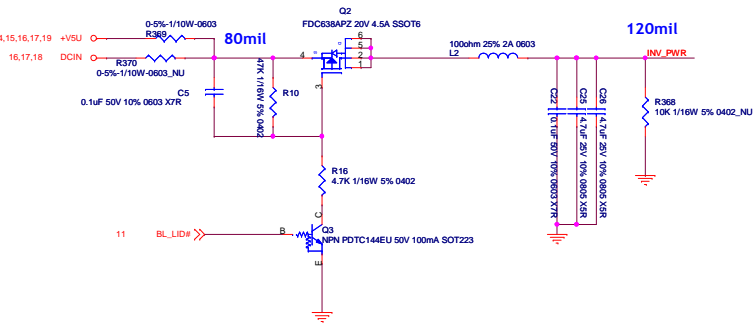 Q2
FDC638APZ 20V 4.5A SSOT6
0-5%-1/10W-0603
R369
4,15,16,17,19 +V5U
80mil
120mil
16,17,18 DCIN
R370
0-5%-1/10W-0603_NU
4
6
5
2
1
3
100ohm 25% 2A 0603
L2
INV_PWR
C5
0.1uF 50V 10% 0603 X7R
47K 1/16W 5% 0402
R10
C22
0.1uF 50V 10% 0603 X7R
C25
4.7uF 25V 10% 0805 X5R
C26
4.7uF 25V 10% 0805 X5R
R368
10K 1/16W 5% 0402_NU
R16
4.7K 1/16W 5% 0402
C
11 BL_LID#
B
Q3
NPN PDTC144EU 50V 100mA SOT223
E